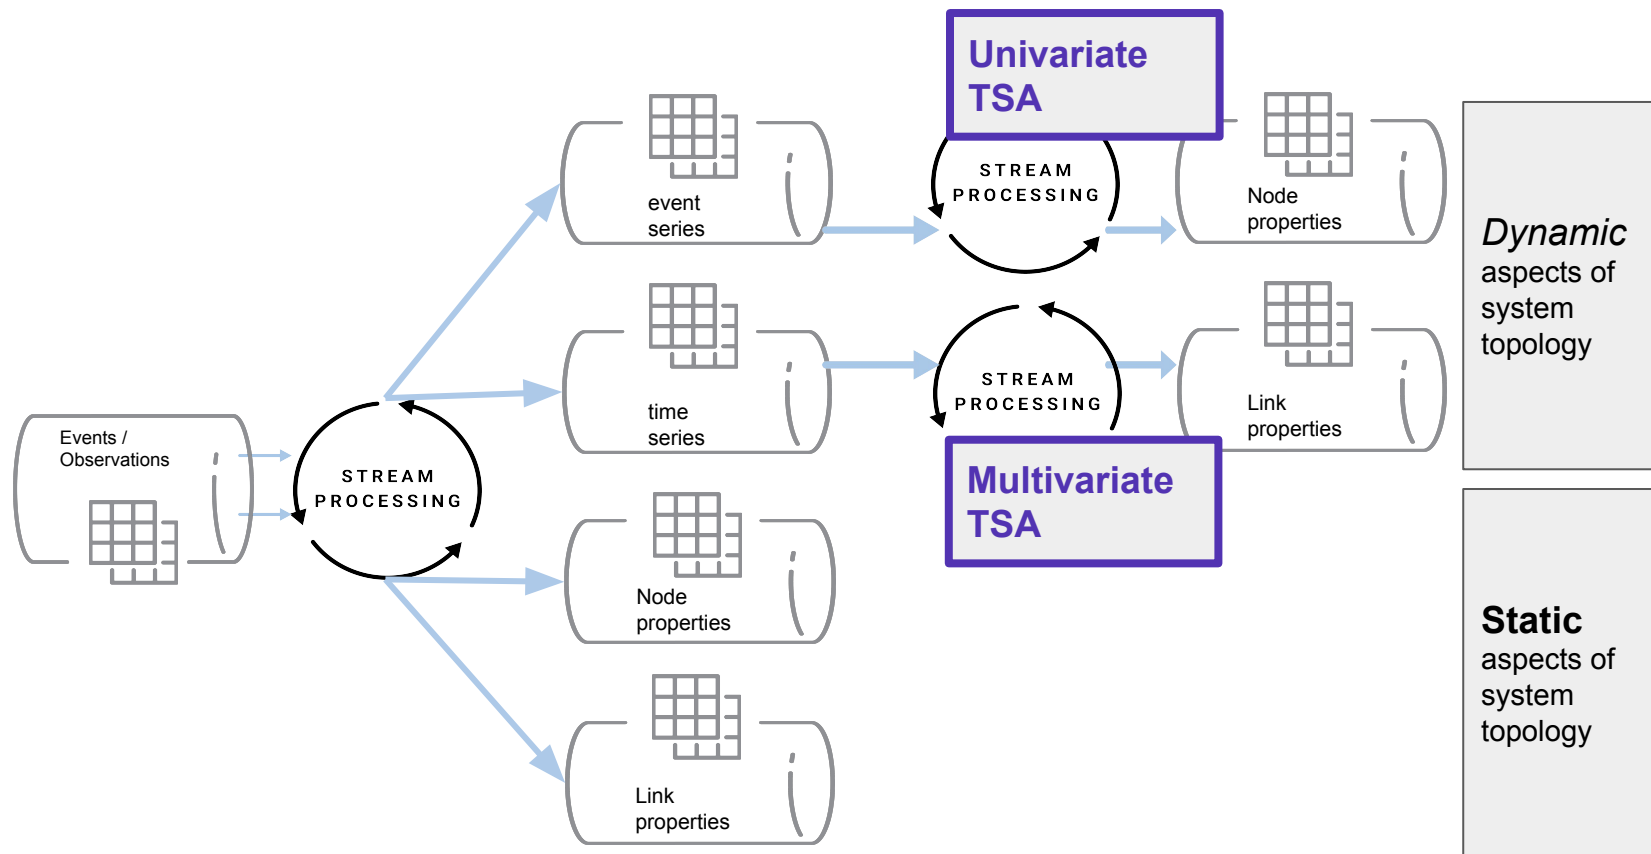 Univariate
TSA
event
series
STREAM
PROCESSING
Node
properties
Dynamic
aspects of
system
topology
time
series
STREAM
PROCESSING
Link
properties
Multivariate
TSA
Events /
Observations
STREAM
PROCESSING
Node
properties
Link
properties
Static
aspects of
system
topology